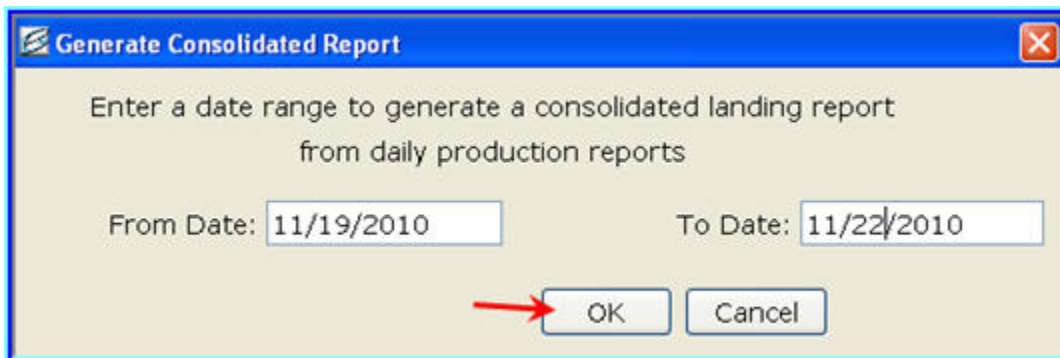 Generate Consolidated Report
Enter a date range to generate a consolidated landing report
from daily production reports
From Date: 11/19/2010 To Date: 11/22/2010
OK Cancel